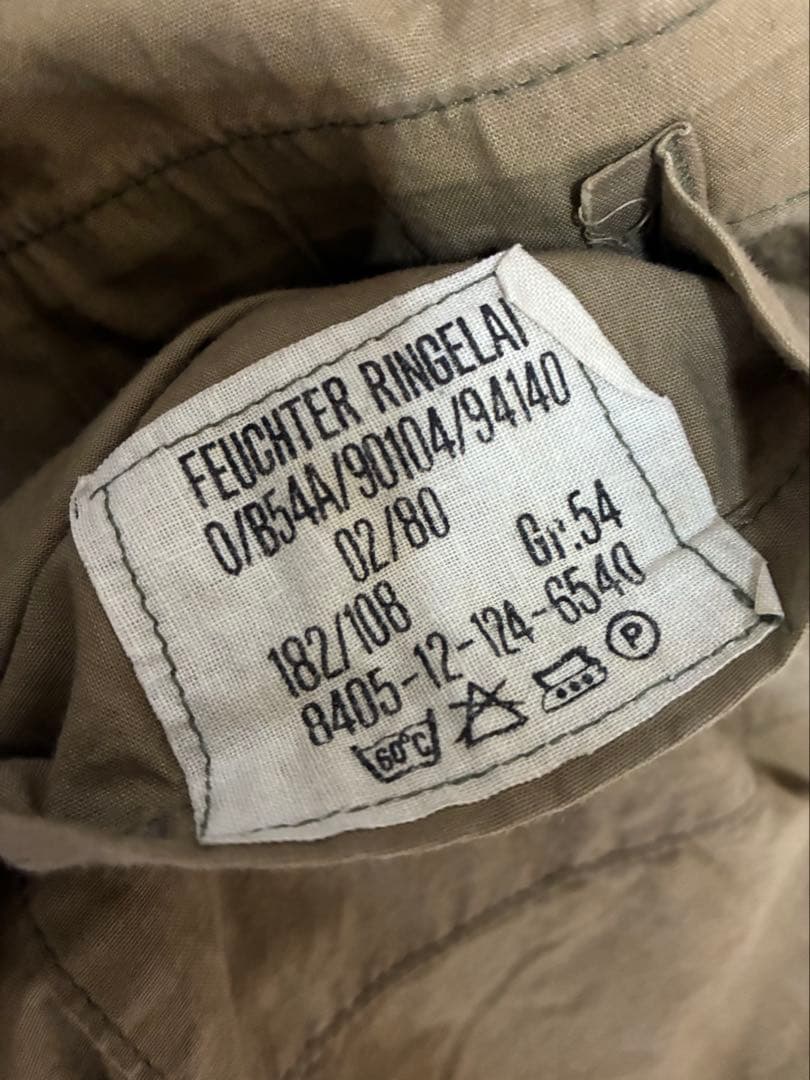 FEUCHTER RINGELAI
0/B54A/90104/94140
02/80
182/108 Gr.54
8405-12-124-6540
60°C P